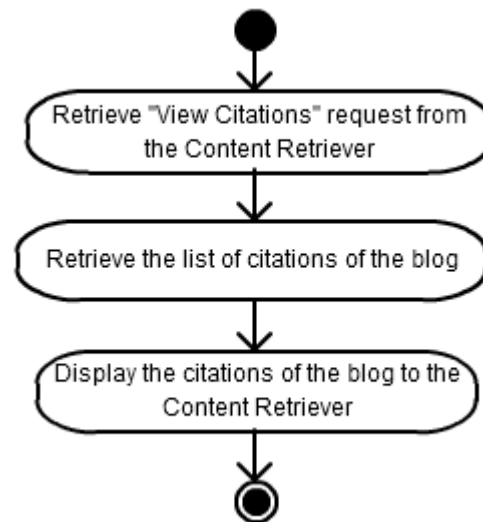 Retrieve "View Citations" request from
the Content Retriever
Retrieve the list of citations of the blog
Display the citations of the blog to the
Content Retriever